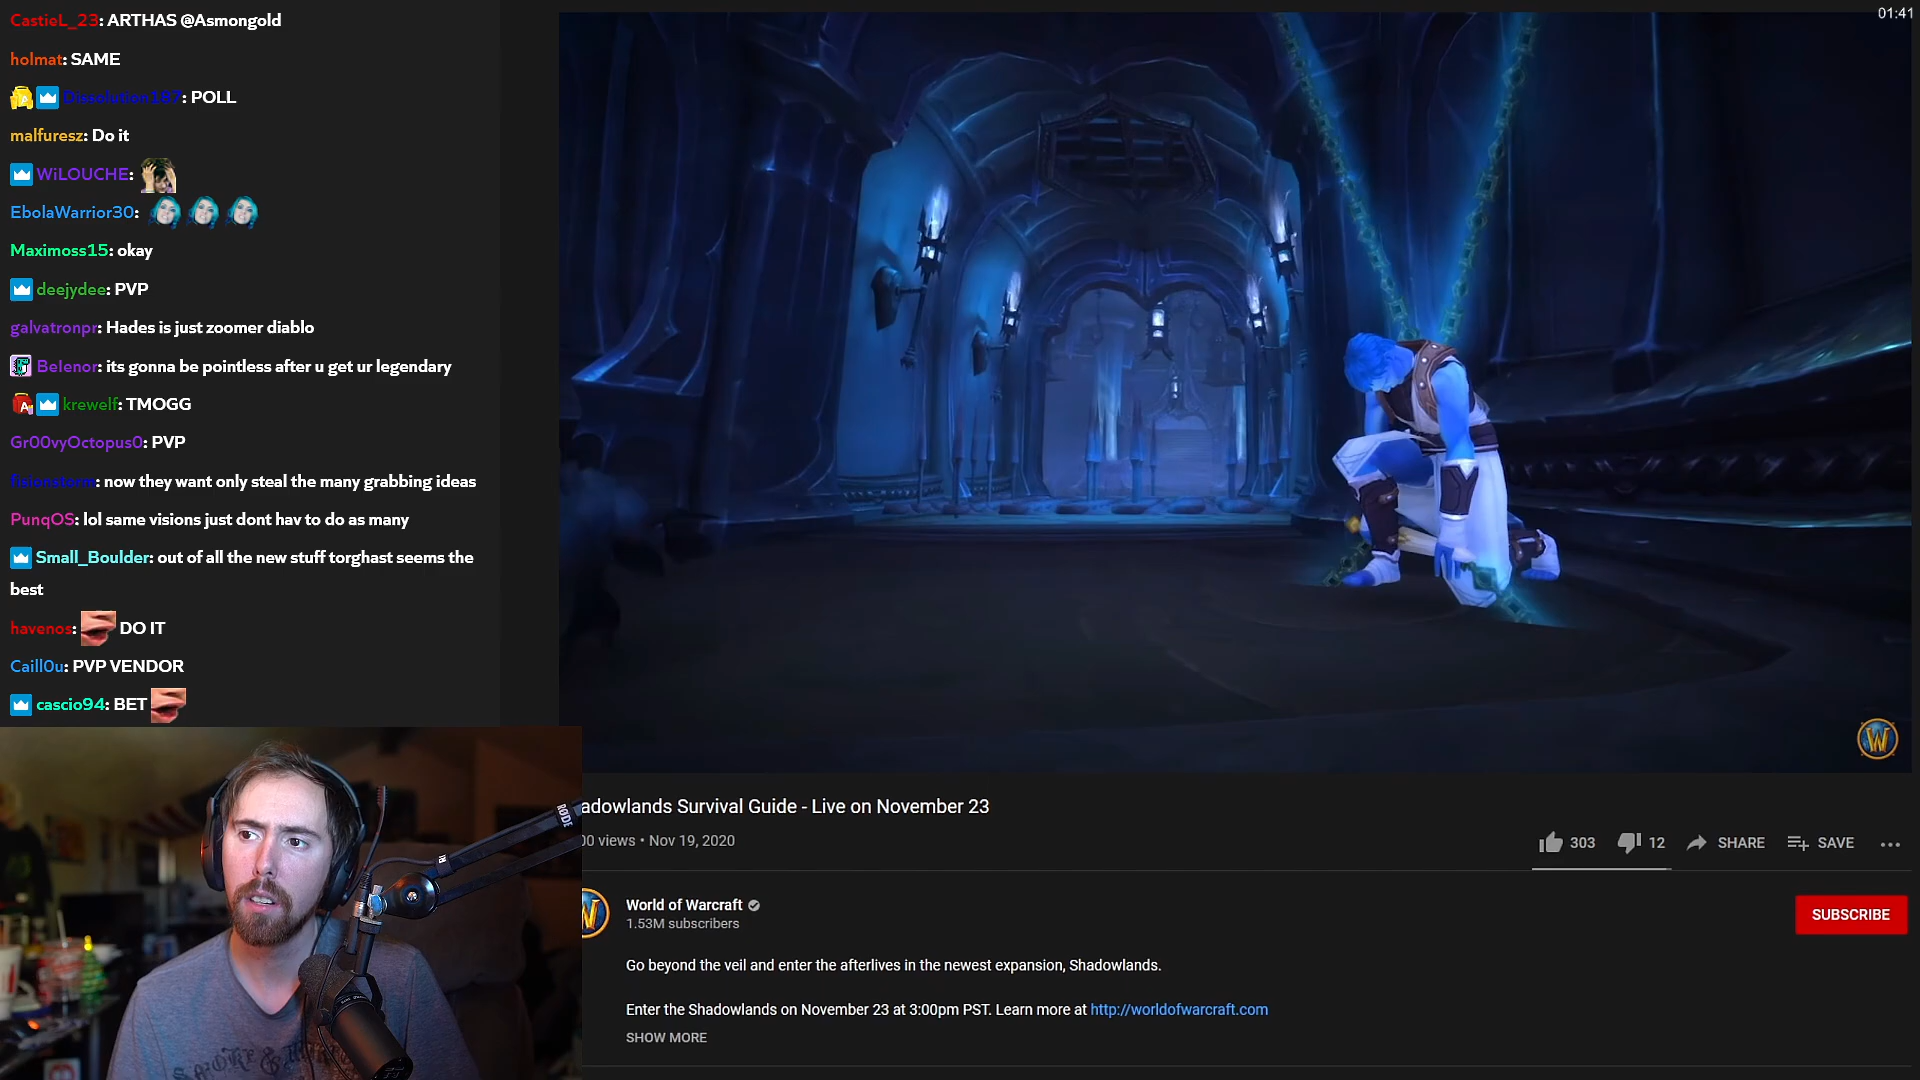 CastieL_23: ARTHAS @Asmongold
holmat: SAME
Dissolution187: POLL
malfuresz: Do it
WiLOUCHE:
EbolaWarrior30:
Maximoss15: okay
deejydee: PVP
galvatronpr: Hades is just zoomer diablo
Belenor: its gonna be pointless after u get ur legendary
krewelf: TMOGG
Gr00vyOctopus0: PVP
fisionstorm: now they want only steal the many grabbing ideas
PunqOS: lol same visions just dont hav to do as many
Small_Boulder: out of all the new stuff torghast seems the
best
havenos: DO IT
Caill0u: PVP VENDOR
cascio94: BET
01:41
W
RØDE
adowlands Survival Guide - Live on November 23
00 views • Nov 19, 2020
303
12
SHARE
SAVE
World of Warcraft
1.53M subscribers
SUBSCRIBE
Go beyond the veil and enter the afterlives in the newest expansion, Shadowlands.
Enter the Shadowlands on November 23 at 3:00pm PST. Learn more at http://worldofwarcraft.com
SHOW MORE